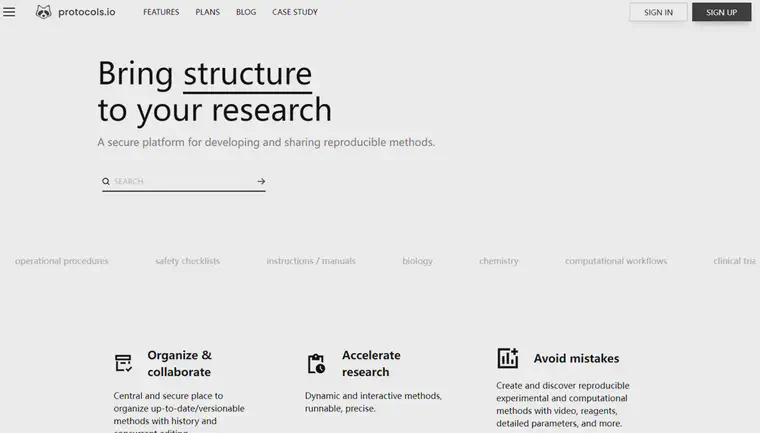 protocols.io FEATURES PLANS BLOG CASE STUDY SIGN IN SIGN UP
Bring structure
to your research
A secure platform for developing and sharing reproducible methods.
SEARCH
operational procedures safety checklists instructions / manuals biology chemistry computational workflows clinical tria
Organize &
collaborate
Central and secure place to
organize up-to-date/versionable
methods with history and
concurrent editing
Accelerate
research
Dynamic and interactive methods,
runnable, precise.
Avoid mistakes
Create and discover reproducible
experimental and computational
methods with video, reagents,
detailed parameters, and more.